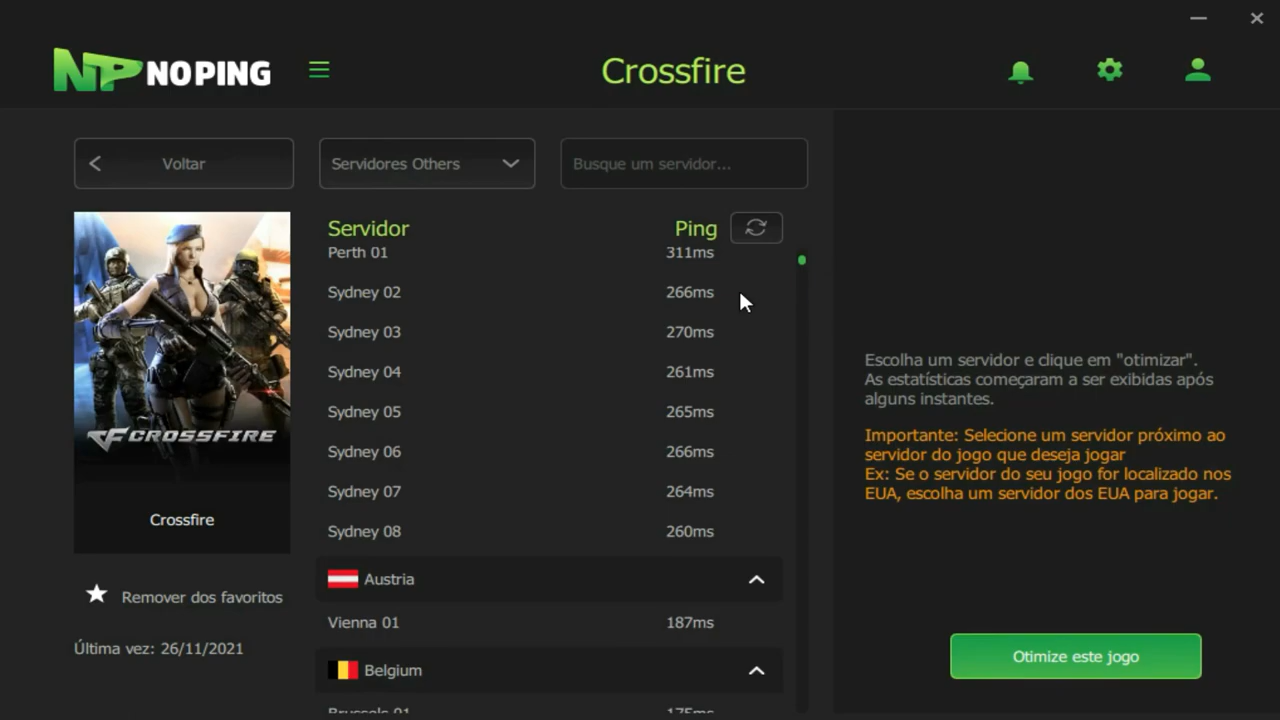 NP NOPING
Crossfire
Voltar
Servidores Others
Busque um servidor...
CF CROSSFIRE
Crossfire
Remover dos favoritos
Última vez: 26/11/2021
Servidor Ping
Perth 01 311ms
Sydney 02 266ms
Sydney 03 270ms
Sydney 04 261ms
Sydney 05 265ms
Sydney 06 266ms
Sydney 07 264ms
Sydney 08 260ms
Austria
Vienna 01 187ms
Belgium
Brussels 01 175ms
Escolha um servidor e clique em "otimizar".
As estatísticas começaram a ser exibidas após
alguns instantes.
Importante: Selecione um servidor próximo ao
servidor do jogo que deseja jogar
Ex: Se o servidor do seu jogo for localizado nos
EUA, escolha um servidor dos EUA para jogar.
Otimize este jogo